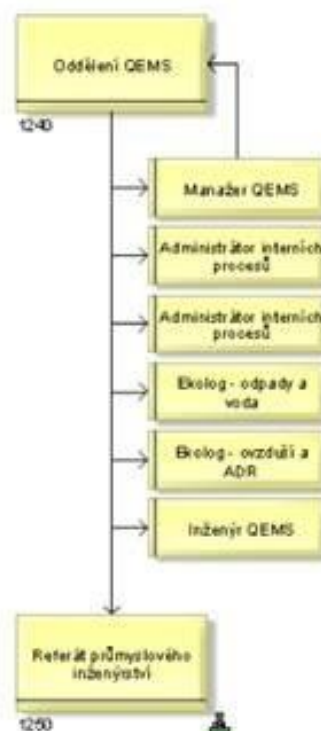 Oddělení QEMS
1240
Manažer QEMS
Administrátor interních
procesů
Administrátor interních
procesů
Ekolog - odpady a
voda
Ekolog - ovzduší a
ADR
Inženýr QEMS
Referát průmyslového
inženýrství
1250